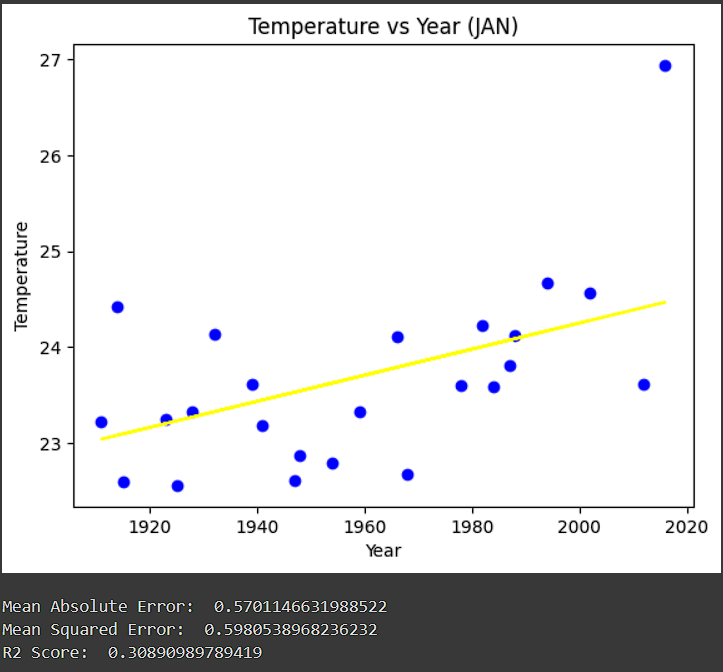 Temperature vs Year (JAN)
27
26
25
24
23
Temperature
1920 1940 1960 1980 2000 2020
Year
Mean Absolute Error:  0.5701146631988522
Mean Squared Error:  0.5980538968236232
R2 Score:  0.30890989789419